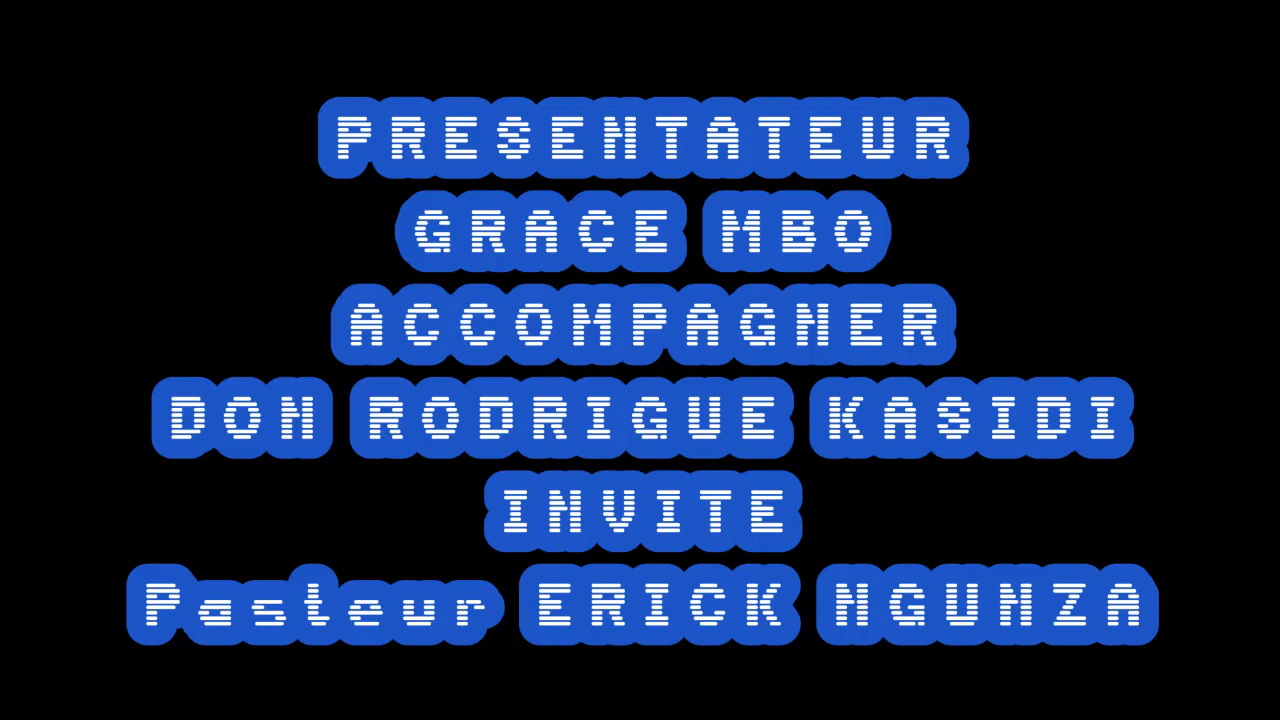 PRESENTATEUR
GRACE MBO
ACCOMPAGNER
DON RODRIGUE KASIDI
INVITE
Pasteur ERICK NGUNZA